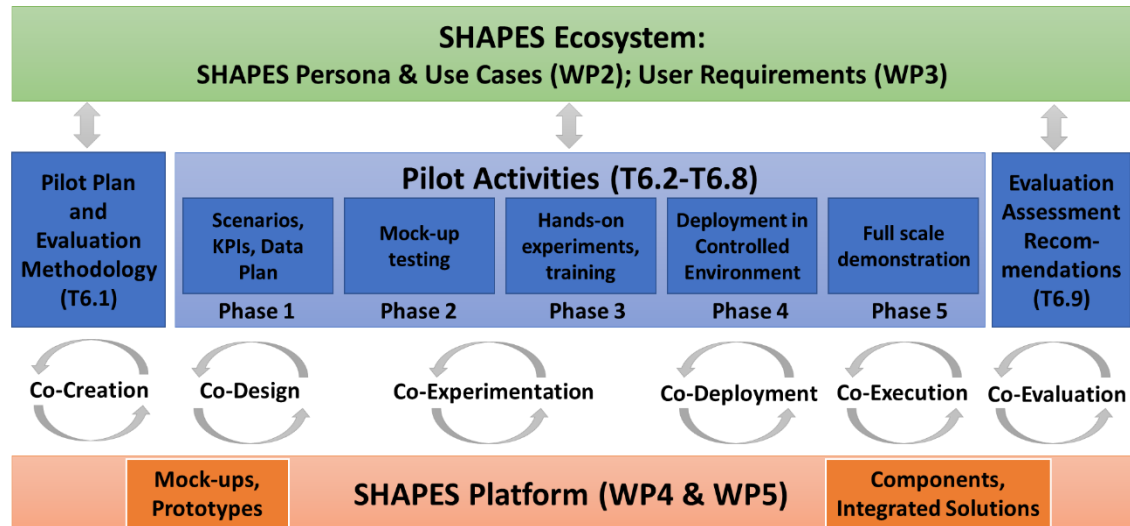 SHAPES Ecosystem:
SHAPES Persona & Use Cases (WP2); User Requirements (WP3)
Pilot Plan
and
Evaluation
Methodology
(T6.1)
Pilot Activities (T6.2-T6.8)
Scenarios,
KPIs, Data
Plan
Phase 1
Mock-up
testing
Phase 2
Hands-on
experiments,
training
Phase 3
Deployment in
Controlled
Environment
Phase 4
Full scale
demonstration
Phase 5
Evaluation
Assessment
Recom-
mendations
(T6.9)
Co-Creation
Co-Design
Co-Experimentation
Co-Deployment
Co-Execution
Co-Evaluation
Mock-ups,
Prototypes
SHAPES Platform (WP4 & WP5)
Components,
Integrated Solutions